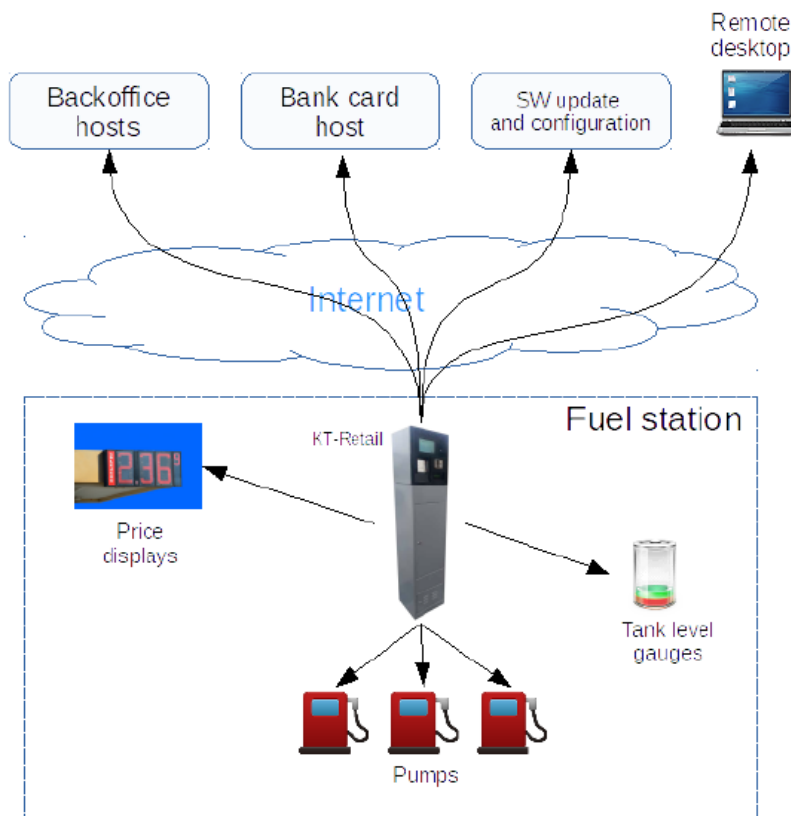 Remote
desktop
Backoffice
hosts
Bank card
host
SW update
and configuration
Internet
Fuel station
KT-Retail
2.36 9
Price
displays
Tank level
gauges
Pumps